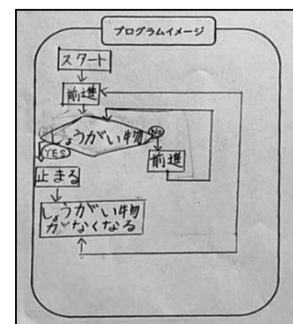 プログラムイメージ
スタート
前進
しょうがい物
YES
No
前進
止まる
しょうがい物
がなくなる